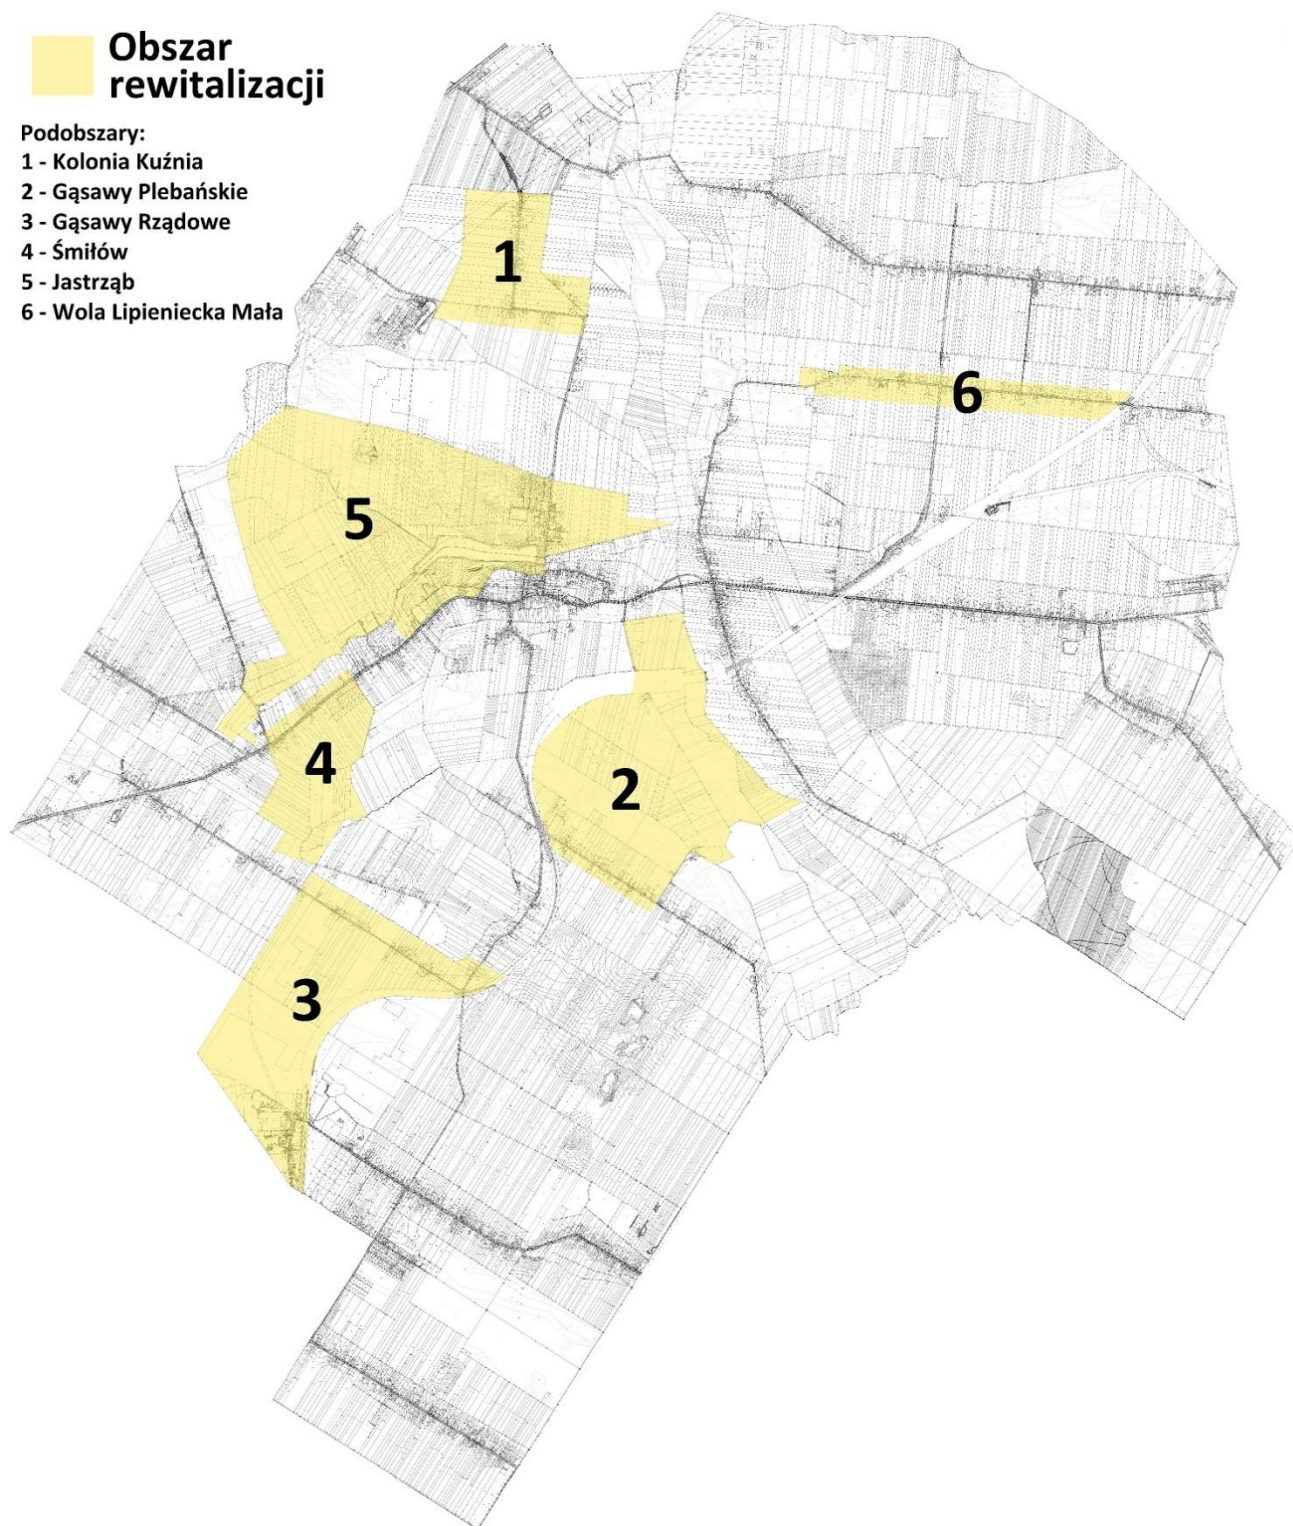 Obszar
rewitalizacji
Podobszary:
1 - Kolonia Kuźnia
2 - Gąsawy Plebańskie
3 - Gąsawy Rządowe
4 - Śmiłów
5 - Jastrząb
6 - Wola Lipieniecka Mała
1
6
5
4
2
3